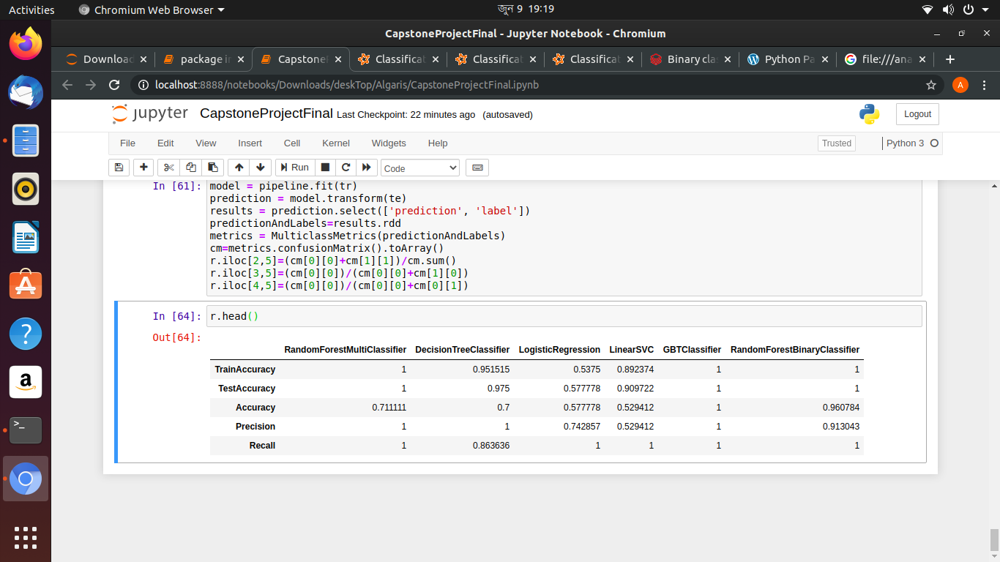 Activities Chromium Web Browser জুন 9 19:19
CapstoneProjectFinal - Jupyter Notebook - Chromium
Download package in CapstoneP Classificat Classificat Classificat Binary cla Python Pa file:///ana
localhost:8888/notebooks/Downloads/deskTop/Algaris/CapstoneProjectFinal.ipynb A
jupyter CapstoneProjectFinal Last Checkpoint: 22 minutes ago (autosaved) Logout
File Edit View Insert Cell Kernel Widgets Help Trusted Python 3
Run Code
In [61]: model = pipeline.fit(tr)
prediction = model.transform(te)
results = prediction.select(['prediction', 'label'])
predictionAndLabels=results.rdd
metrics = MulticlassMetrics(predictionAndLabels)
cm=metrics.confusionMatrix().toArray()
r.iloc[2,5]=(cm[0][0]+cm[1][1])/cm.sum()
r.iloc[3,5]=(cm[0][0])/(cm[0][0]+cm[1][0])
r.iloc[4,5]=(cm[0][0])/(cm[0][0]+cm[0][1])
In [64]: r.head()
Out[64]:
RandomForestMultiClassifier DecisionTreeClassifier LogisticRegression LinearSVC GBTClassifier RandomForestBinaryClassifier
TrainAccuracy 1 0.951515 0.5375 0.892374 1 1
TestAccuracy 1 0.975 0.577778 0.909722 1 1
Accuracy 0.711111 0.7 0.577778 0.529412 1 0.960784
Precision 1 1 0.742857 0.529412 1 0.913043
Recall 1 0.863636 1 1 1 1